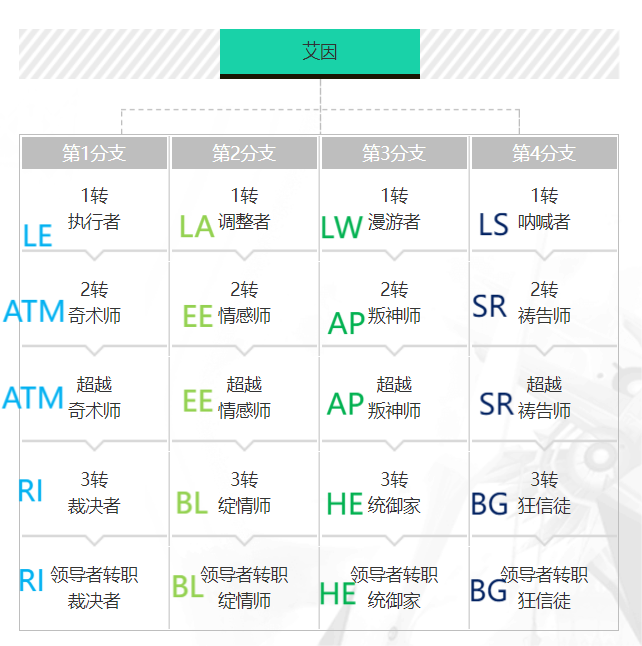 艾因
第1分支 第2分支 第3分支 第4分支
1转 1转 1转 1转
LE 执行者 LA 调整者 LW 漫游者 LS 呐喊者
2转 2转 2转 2转
ATM 奇术师 EE 情感师 AP 叛神师 SR 祷告师
超越 超越 超越 超越
ATM 奇术师 EE 情感师 AP 叛神师 SR 祷告师
3转 3转 3转 3转
RI 裁决者 BL 绽情师 HE 统御家 BG 狂信徒
领导者转职 领导者转职 领导者转职 领导者转职
RI 裁决者 BL 绽情师 HE 统御家 BG 狂信徒